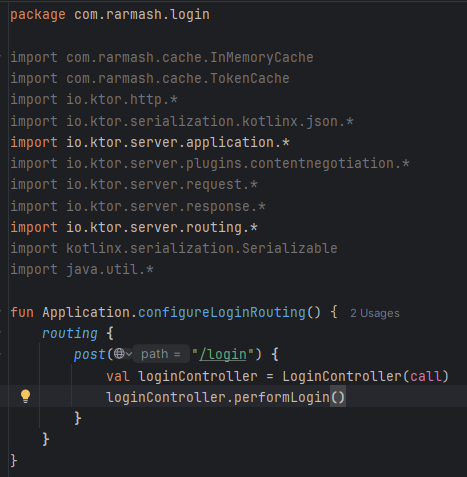 package com.rarmash.login
import com.rarmash.cache.InMemoryCache
import com.rarmash.cache.TokenCache
import io.ktor.http.*
import io.ktor.serialization.kotlinx.json.*
import io.ktor.server.application.*
import io.ktor.server.plugins.contentnegotiation.*
import io.ktor.server.request.*
import io.ktor.server.response.*
import io.ktor.server.routing.*
import kotlinx.serialization.Serializable
import java.util.*
fun Application.configureLoginRouting() { 2 Usages
routing {
post( path = "/login") {
val loginController = LoginController(call)
loginController.performLogin()
}
}
}